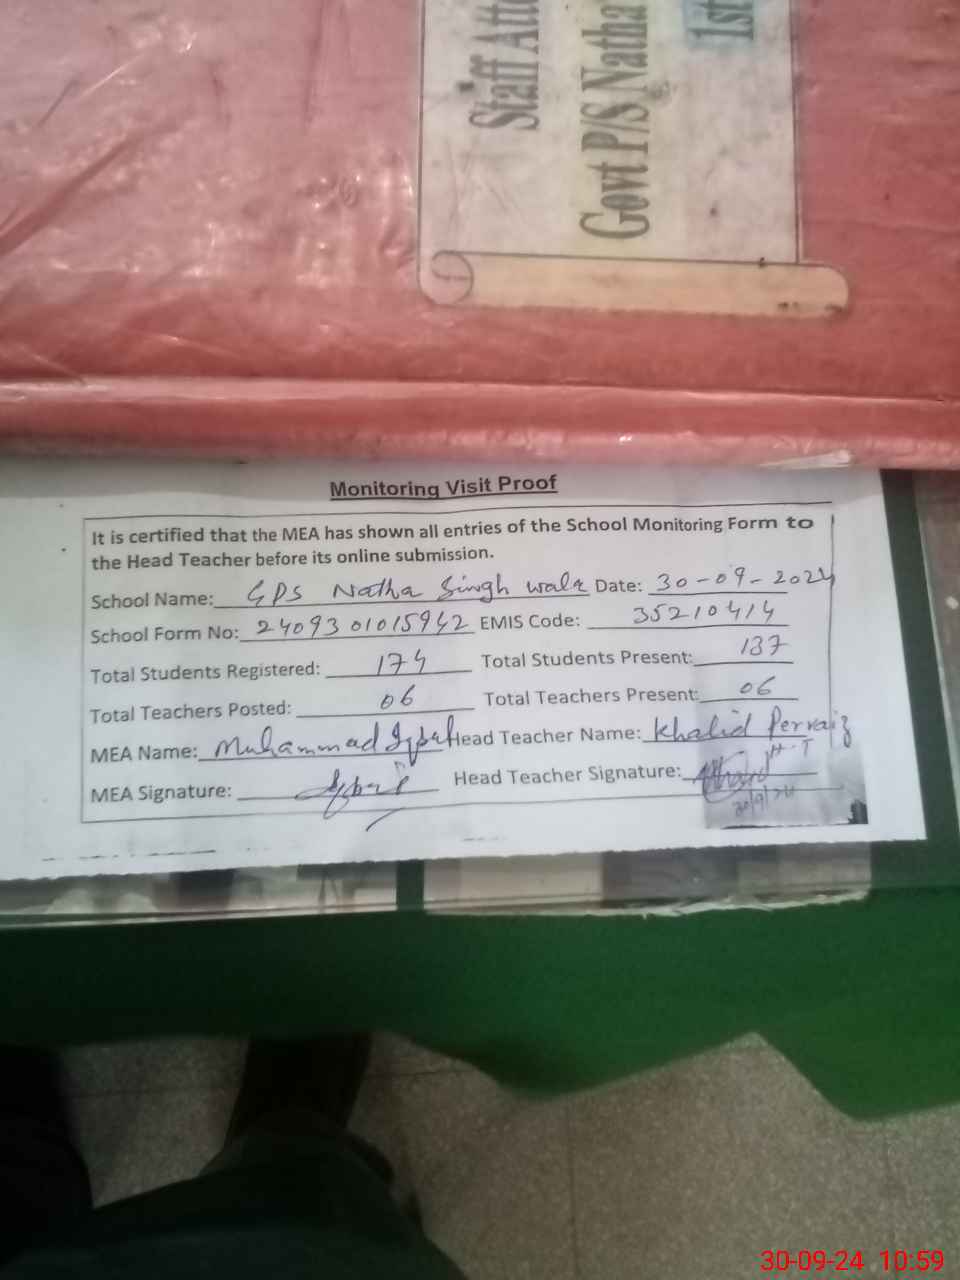 Staff
Govt P/S Natha
1st
Monitoring Visit Proof
It is certified that the MEA has shown all entries of the School Monitoring Form to
the Head Teacher before its online submission.
School Name: GPS Natha Singh wala Date: 30-09-2024
School Form No: 2409301015942 EMIS Code: 35210414
Total Students Registered: 174 Total Students Present: 137
Total Teachers Posted: 06 Total Teachers Present: 06
MEA Name: Muhammad Iqbal Head Teacher Name: Khalid Pervaiz
H.T
MEA Signature: Iqbal Head Teacher Signature:
30/9/24
30-09-24 10:59